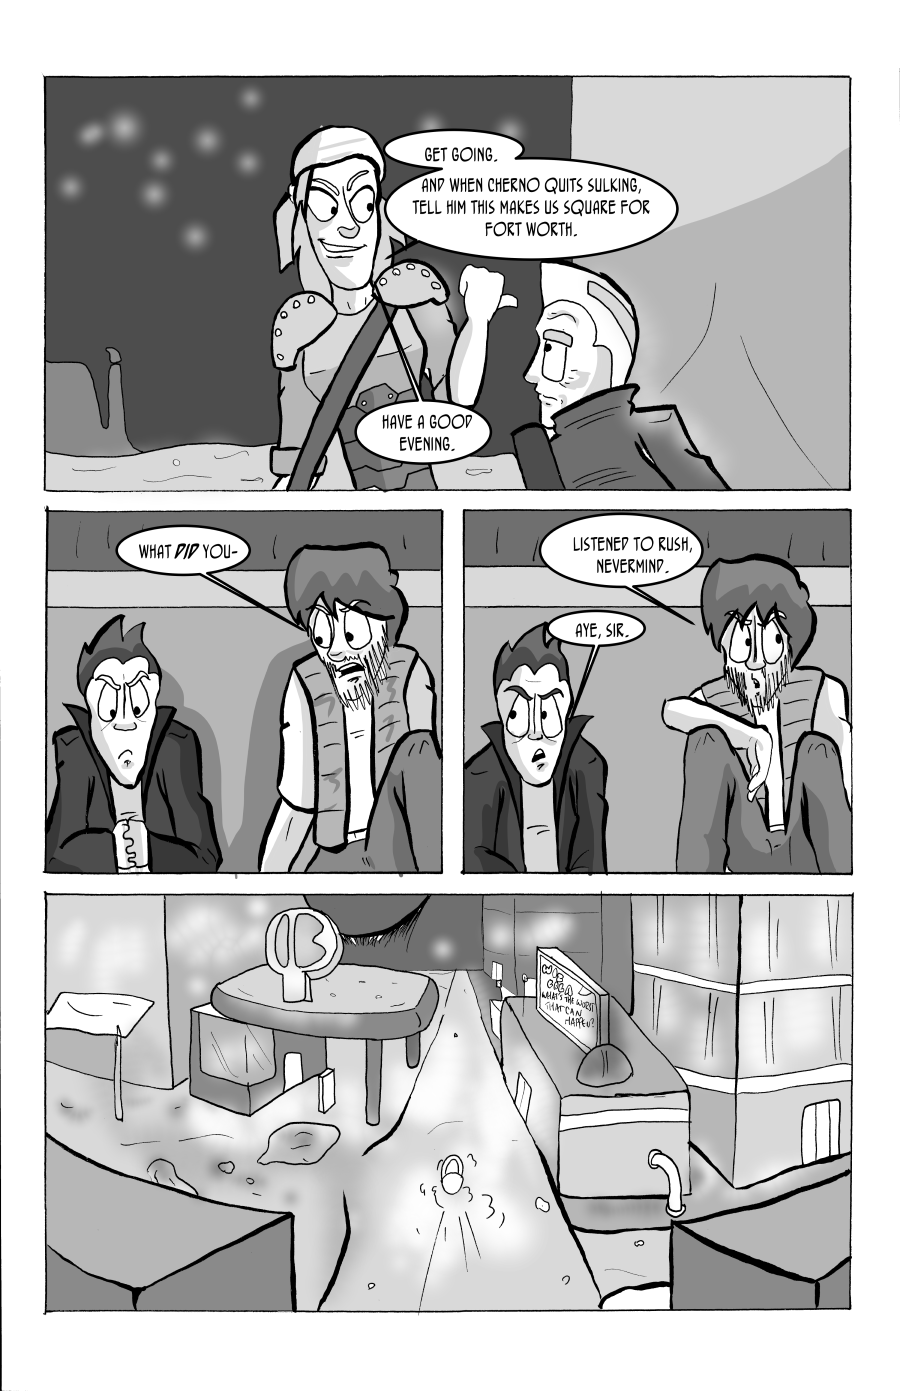 GET GOING.
AND WHEN CHERNO QUITS SULKING,
TELL HIM THIS MAKES US SQUARE FOR
FORT WORTH.
HAVE A GOOD
EVENING.
WHAT DID YOU-
LISTENED TO RUSH,
NEVERMIND.
AYE, SIR.
WHAT'S THE WORST
THAT CAN
HAPPEN?